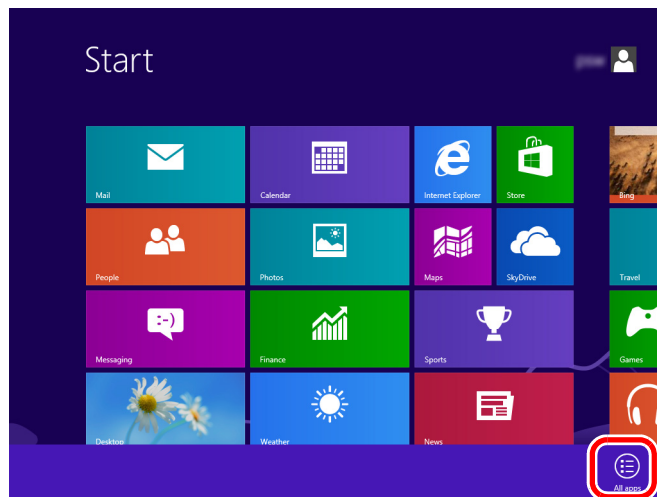 Start
Mail
Calendar
Internet Explorer
Store
Bing
People
Photos
Maps
SkyDrive
Travel
Messaging
:-)
Finance
Sports
Games
Desktop
Weather
News
All apps